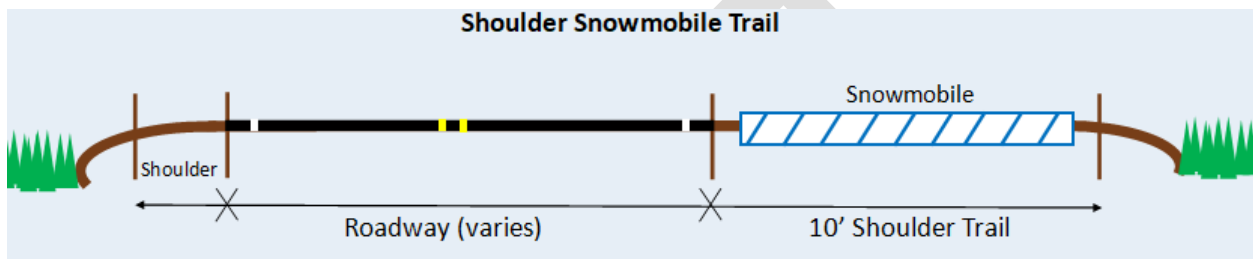 Shoulder Snowmobile Trail
Snowmobile
Shoulder
Roadway (varies)
10’ Shoulder Trail